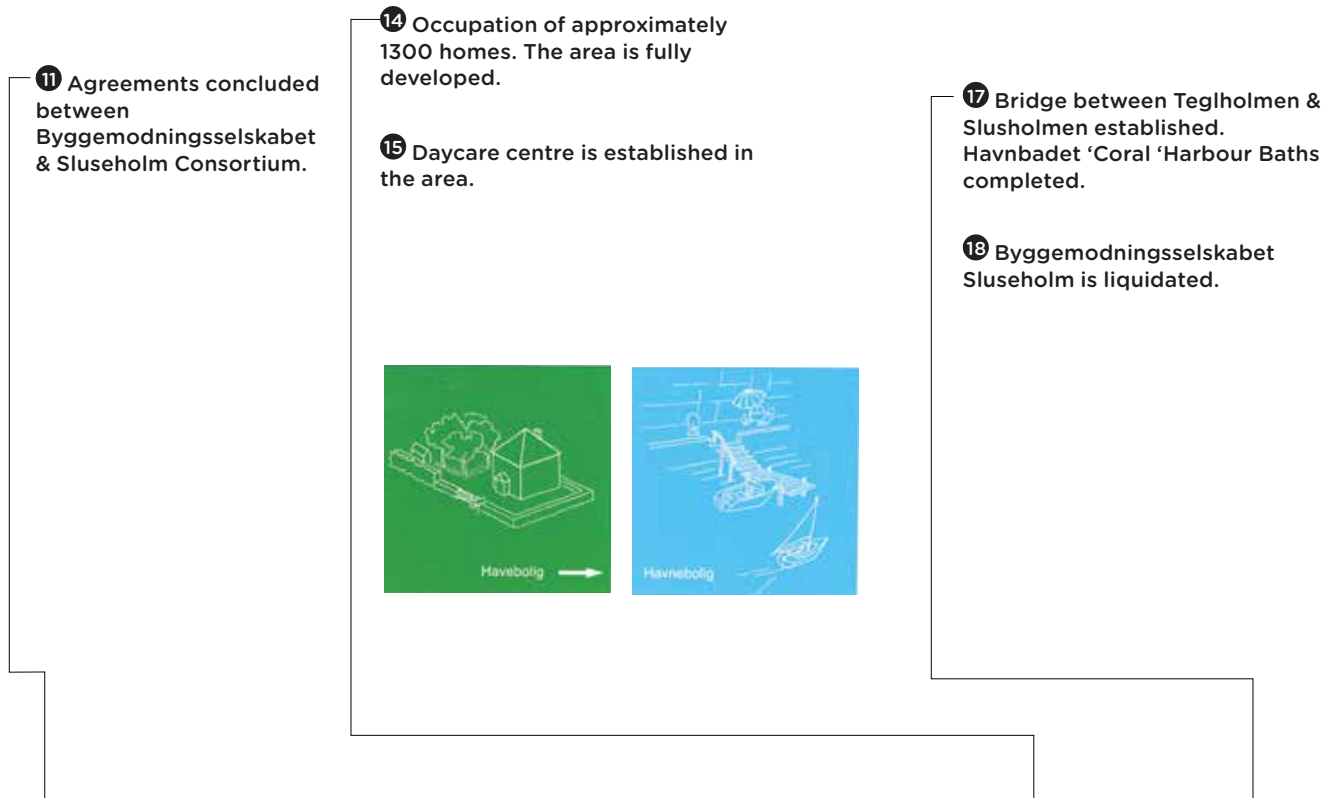 11 Agreements concluded
between
Byggemodningsselskabet
& Sluseholm Consortium.
14 Occupation of approximately
1300 homes. The area is fully
developed.
15 Daycare centre is established in
the area.
Havebolig
Havnebolig
17 Bridge between Teglholmen &
Slusholmen established.
Havnbadet ‘Coral ‘Harbour Baths
completed.
18 Byggemodningsselskabet
Sluseholm is liquidated.